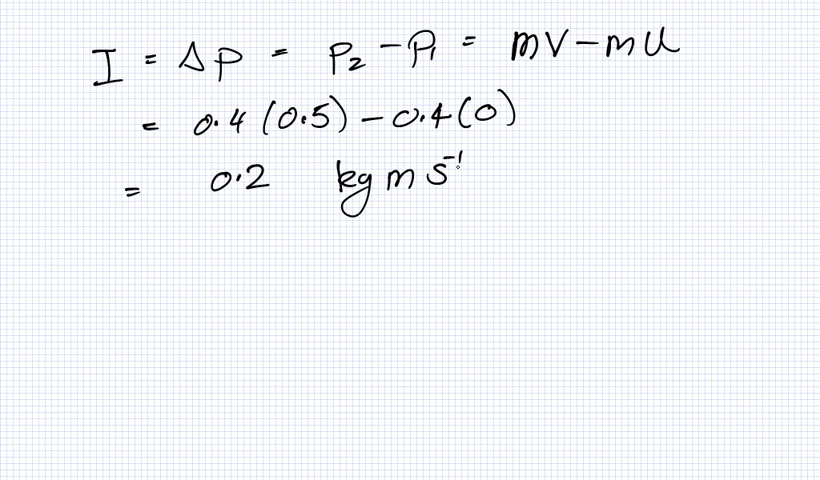 I = Δp = P₂ - P₁ = mv - mu
= 0.4 (0.5) - 0.4 (0)
= 0.2 kg m s⁻¹